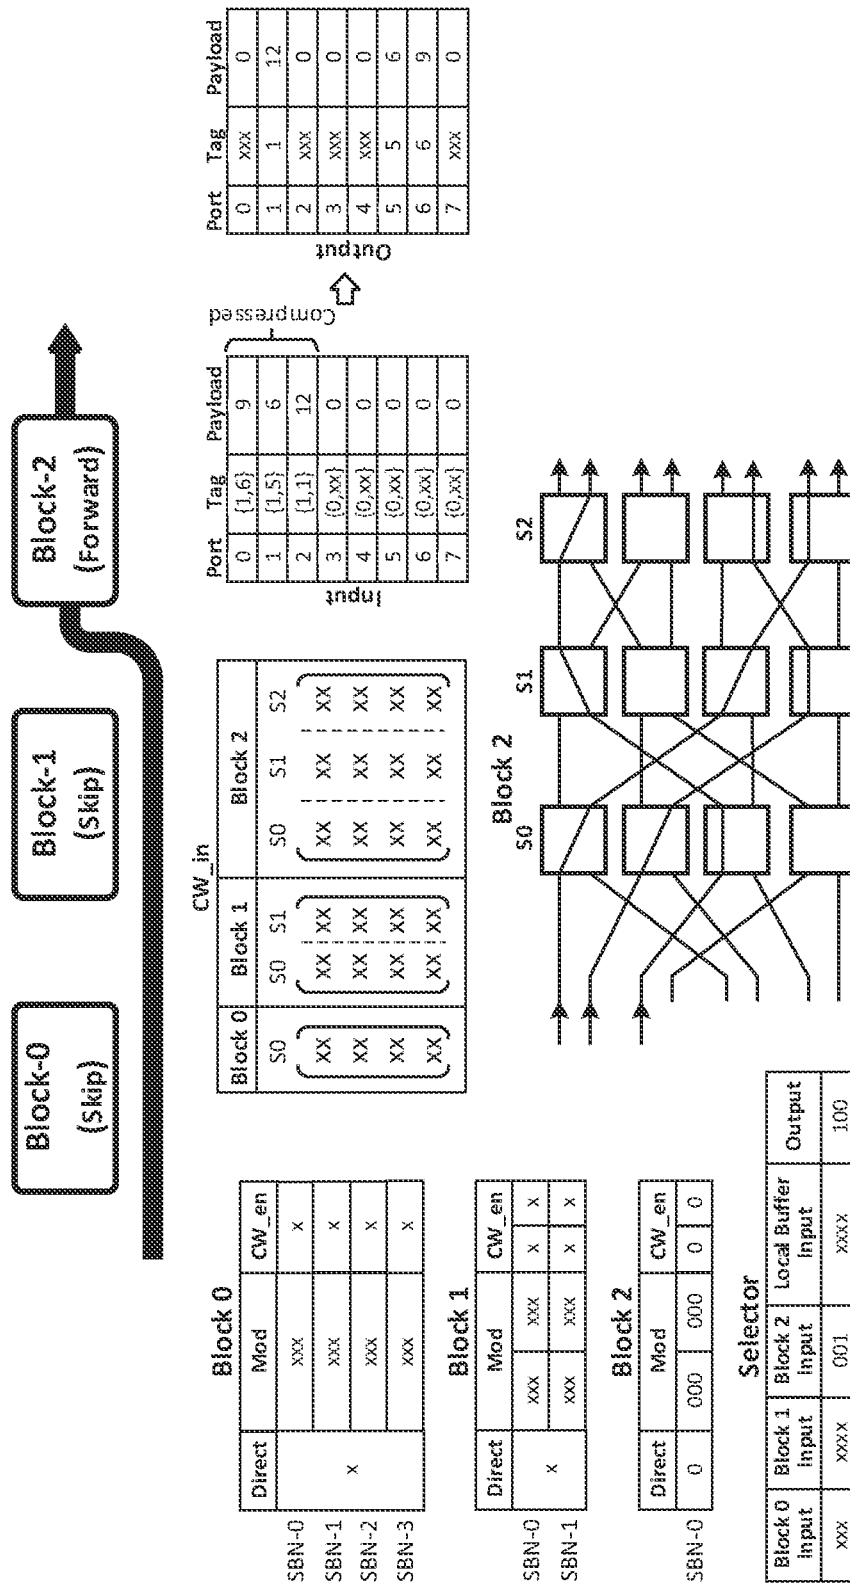 Block-0
(Skip)
Block-1
(Skip)
Block-2
(Forward)
Block 0
Direct Mod CW_en
SBN-0 x xxx x
SBN-1 xxx x
SBN-2 xxx x
SBN-3 xxx x
Block 1
Direct Mod CW_en
SBN-0 x xxx xxx x x
SBN-1 xxx xxx x x
Block 2
Direct Mod CW_en
SBN-0 0 000 000 0 0
Selector
Block 0 Input Block 1 Input Block 2 Input Local Buffer Input Output
xxx xxxx 001 xxxx 100
CW_in
Block 0 Block 1 Block 2
S0 S0 S1 S0 S1 S2
XX XX XX XX XX XX
XX XX XX XX XX XX
XX XX XX XX XX XX
XX XX XX XX XX XX
Input
Port Tag Payload
0 {1,6} 9
1 {1,5} 6
2 {1,1} 12
3 {0,xx} 0
4 {0,xx} 0
5 {0,xx} 0
6 {0,xx} 0
7 {0,xx} 0
Compressed
Output
Port Tag Payload
0 xxx 0
1 1 12
2 xxx 0
3 xxx 0
4 xxx 0
5 5 6
6 6 9
7 xxx 0
Block 2
S0 S1 S2